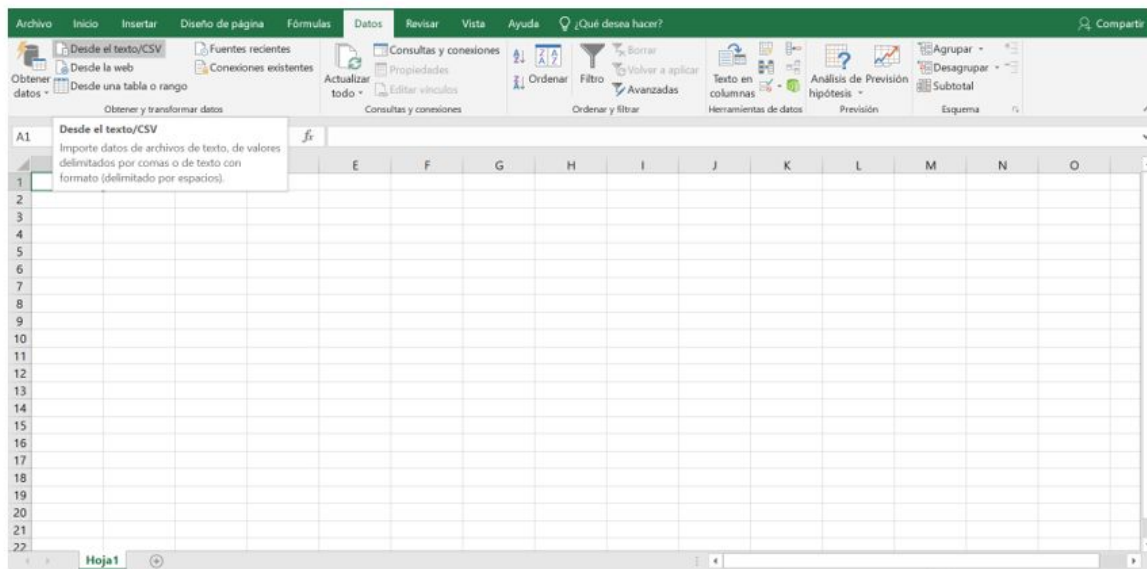 Archivo Inicio Insertar Diseño de página Fórmulas Datos Revisar Vista Ayuda ¿Qué desea hacer? Compartir
Desde el texto/CSV Fuentes recientes Consultas y conexiones Borrar Agrupar
Obtener datos Desde la web Conexiones existentes Actualizar todo Propiedades Ordenar Filtro Volver a aplicar Texto en columnas Análisis de hipótesis Previsión Desagrupar
Desde una tabla o rango Editar vínculos Avanzadas Subtotal
Obtener y transformar datos Consultas y conexiones Ordenar y filtrar Herramientas de datos Previsión Esquema
A1 fx
Desde el texto/CSV
Importe datos de archivos de texto, de valores
delimitados por comas o de texto con
formato (delimitado por espacios).
E F G H I J K L M N O
1
2
3
4
5
6
7
8
9
10
11
12
13
14
15
16
17
18
19
20
21
22
Hoja1